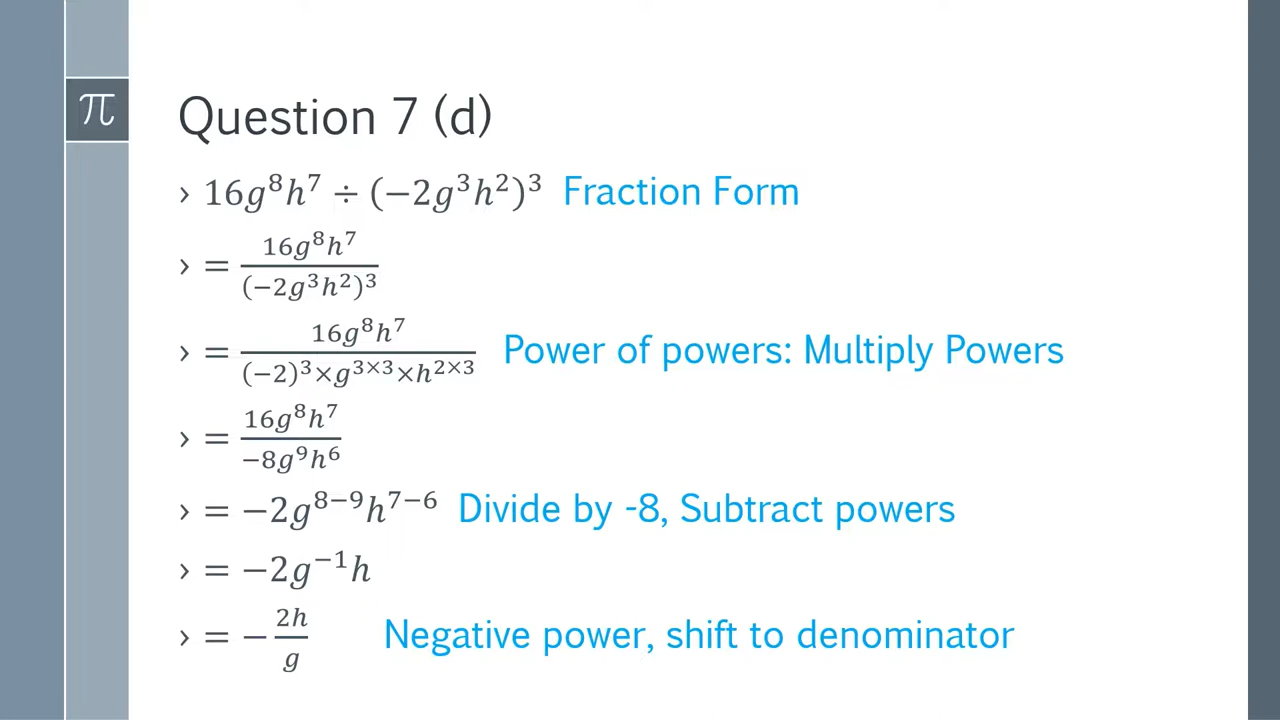 π
Question 7 (d)
› 16g⁸h⁷ ÷ (−2g³h²)³ Fraction Form
› = 16g⁸h⁷/(−2g³h²)³
› = 16g⁸h⁷/((−2)³×g³ˣ³×h²ˣ³) Power of powers: Multiply Powers
› = 16g⁸h⁷/−8g⁹h⁶
› = −2g⁸⁻⁹h⁷⁻⁶ Divide by -8, Subtract powers
› = −2g⁻¹h
› = − 2h/g Negative power, shift to denominator